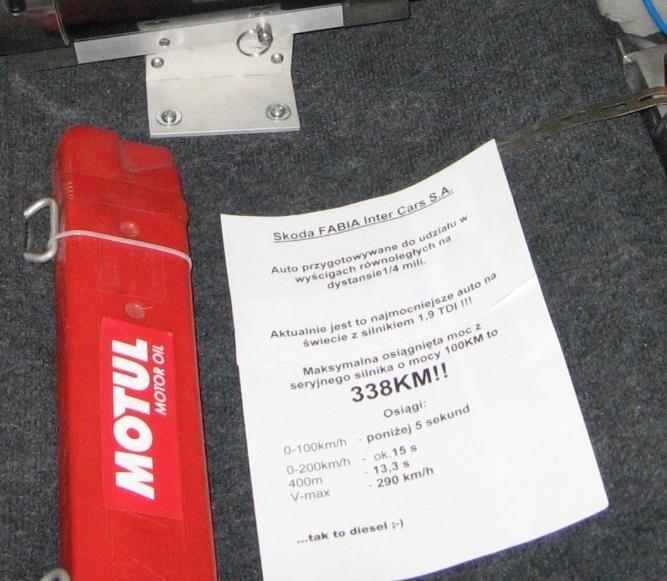 MOTUL
MOTOR OIL
Skoda FABIA Inter Cars S.A.
Auto przygotowywane do udziału w
wyścigach równoległych na
dystansie1/4 mili.
Aktualnie jest to najmocniejsze auto na
świecie z silnikiem 1,9 TDI !!!
Maksymalna osiągnięta moc z
seryjnego silnika o mocy 100KM to
338KM!!
Osiągi:
0-100km/h - poniżej 5 sekund
0-200km/h - ok.15 s
400m - 13,3 s
V-max - 290 km/h
...tak to diesel ;-)